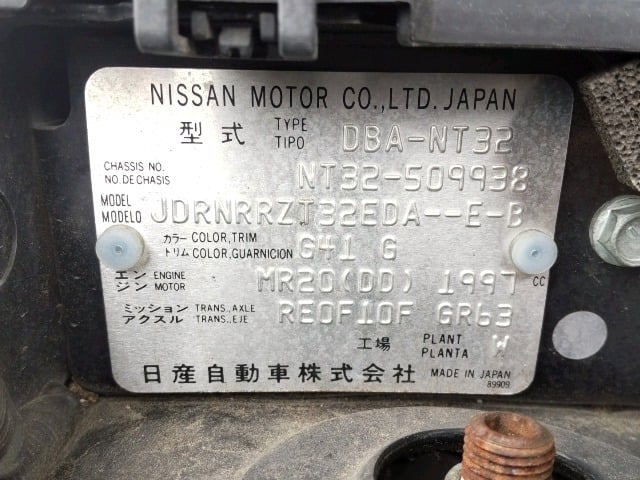 NISSAN MOTOR CO.,LTD. JAPAN
型式 TYPE TIPO DBA-NT32
CHASSIS NO. NO.DE CHASIS NT32-509938
MODEL MODELO JDRNRRZT32EDA--E-B
カラー COLOR,TRIM トリム COLOR,GUARNICION G41 G
エンジン ENGINE MOTOR MR20(DD) 1997 CC
ミッション TRANS.,AXLE アクスル TRANS.,EJE RE0F10F GR63
工場 PLANT PLANTA W
日産自動車株式会社 MADE IN JAPAN
89909